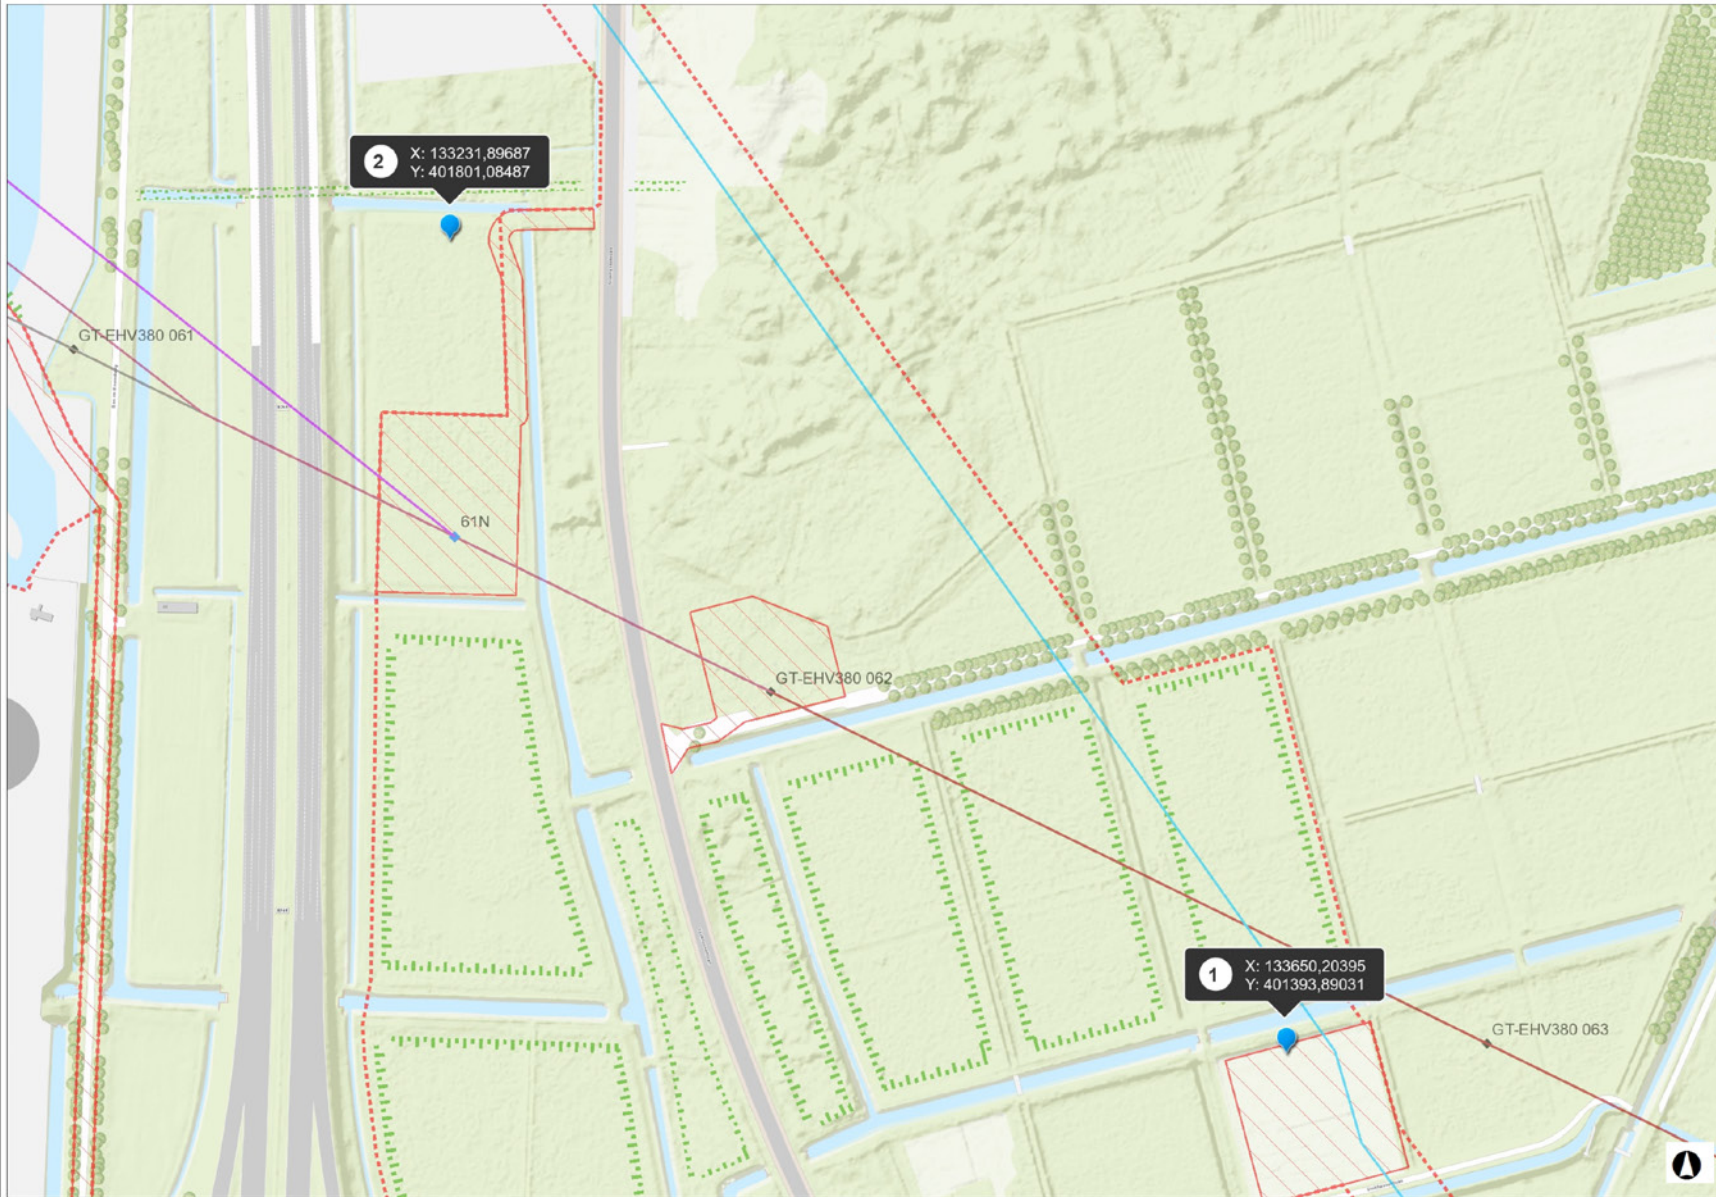 2
X: 133231,89687
Y: 401801,08487
GT-EHV380 061
61N
GT-EHV380 062
1
X: 133650,20395
Y: 401393,89031
GT-EHV380 063